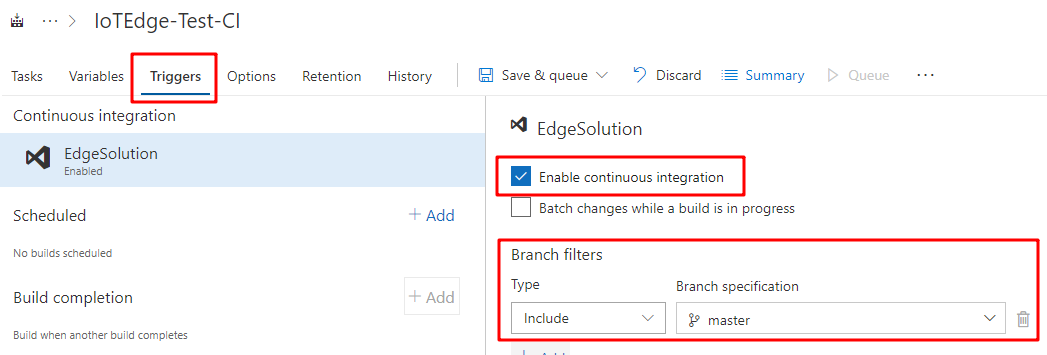 ··· > IoTEdge-Test-CI
Tasks Variables Triggers Options Retention History Save & queue Discard Summary Queue ···
Continuous integration
EdgeSolution
Enabled
Scheduled + Add
No builds scheduled
Build completion + Add
Build when another build completes
EdgeSolution
Enable continuous integration
Batch changes while a build is in progress
Branch filters
Type Branch specification
Include master
+ Add